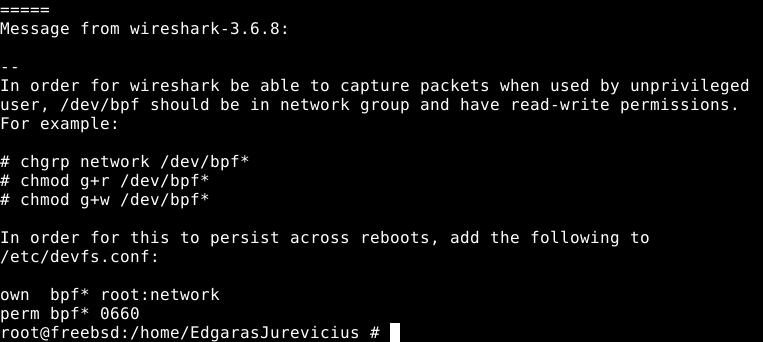 =====
Message from wireshark-3.6.8:
--
In order for wireshark be able to capture packets when used by unprivileged
user, /dev/bpf should be in network group and have read-write permissions.
For example:
# chgrp network /dev/bpf*
# chmod g+r /dev/bpf*
# chmod g+w /dev/bpf*
In order for this to persist across reboots, add the following to
/etc/devfs.conf:
own  bpf* root:network
perm bpf* 0660
root@freebsd:/home/EdgarasJurevicius #